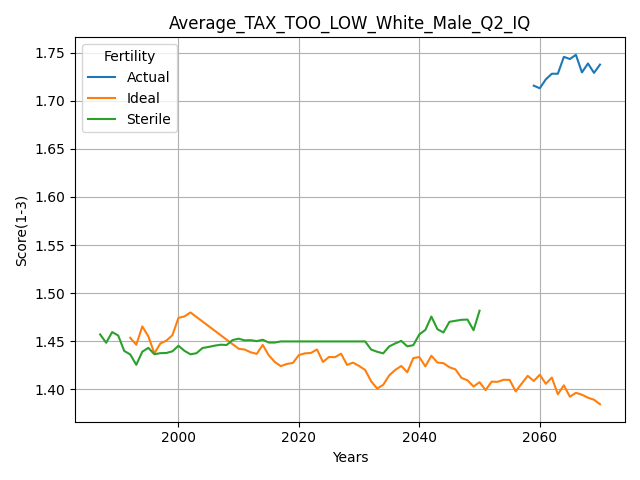 Average_TAX_TOO_LOW_White_Male_Q2_IQ
Fertility
Actual
Ideal
Sterile
Score(1-3)
1.75
1.70
1.65
1.60
1.55
1.50
1.45
1.40
2000
2020
2040
2060
Years